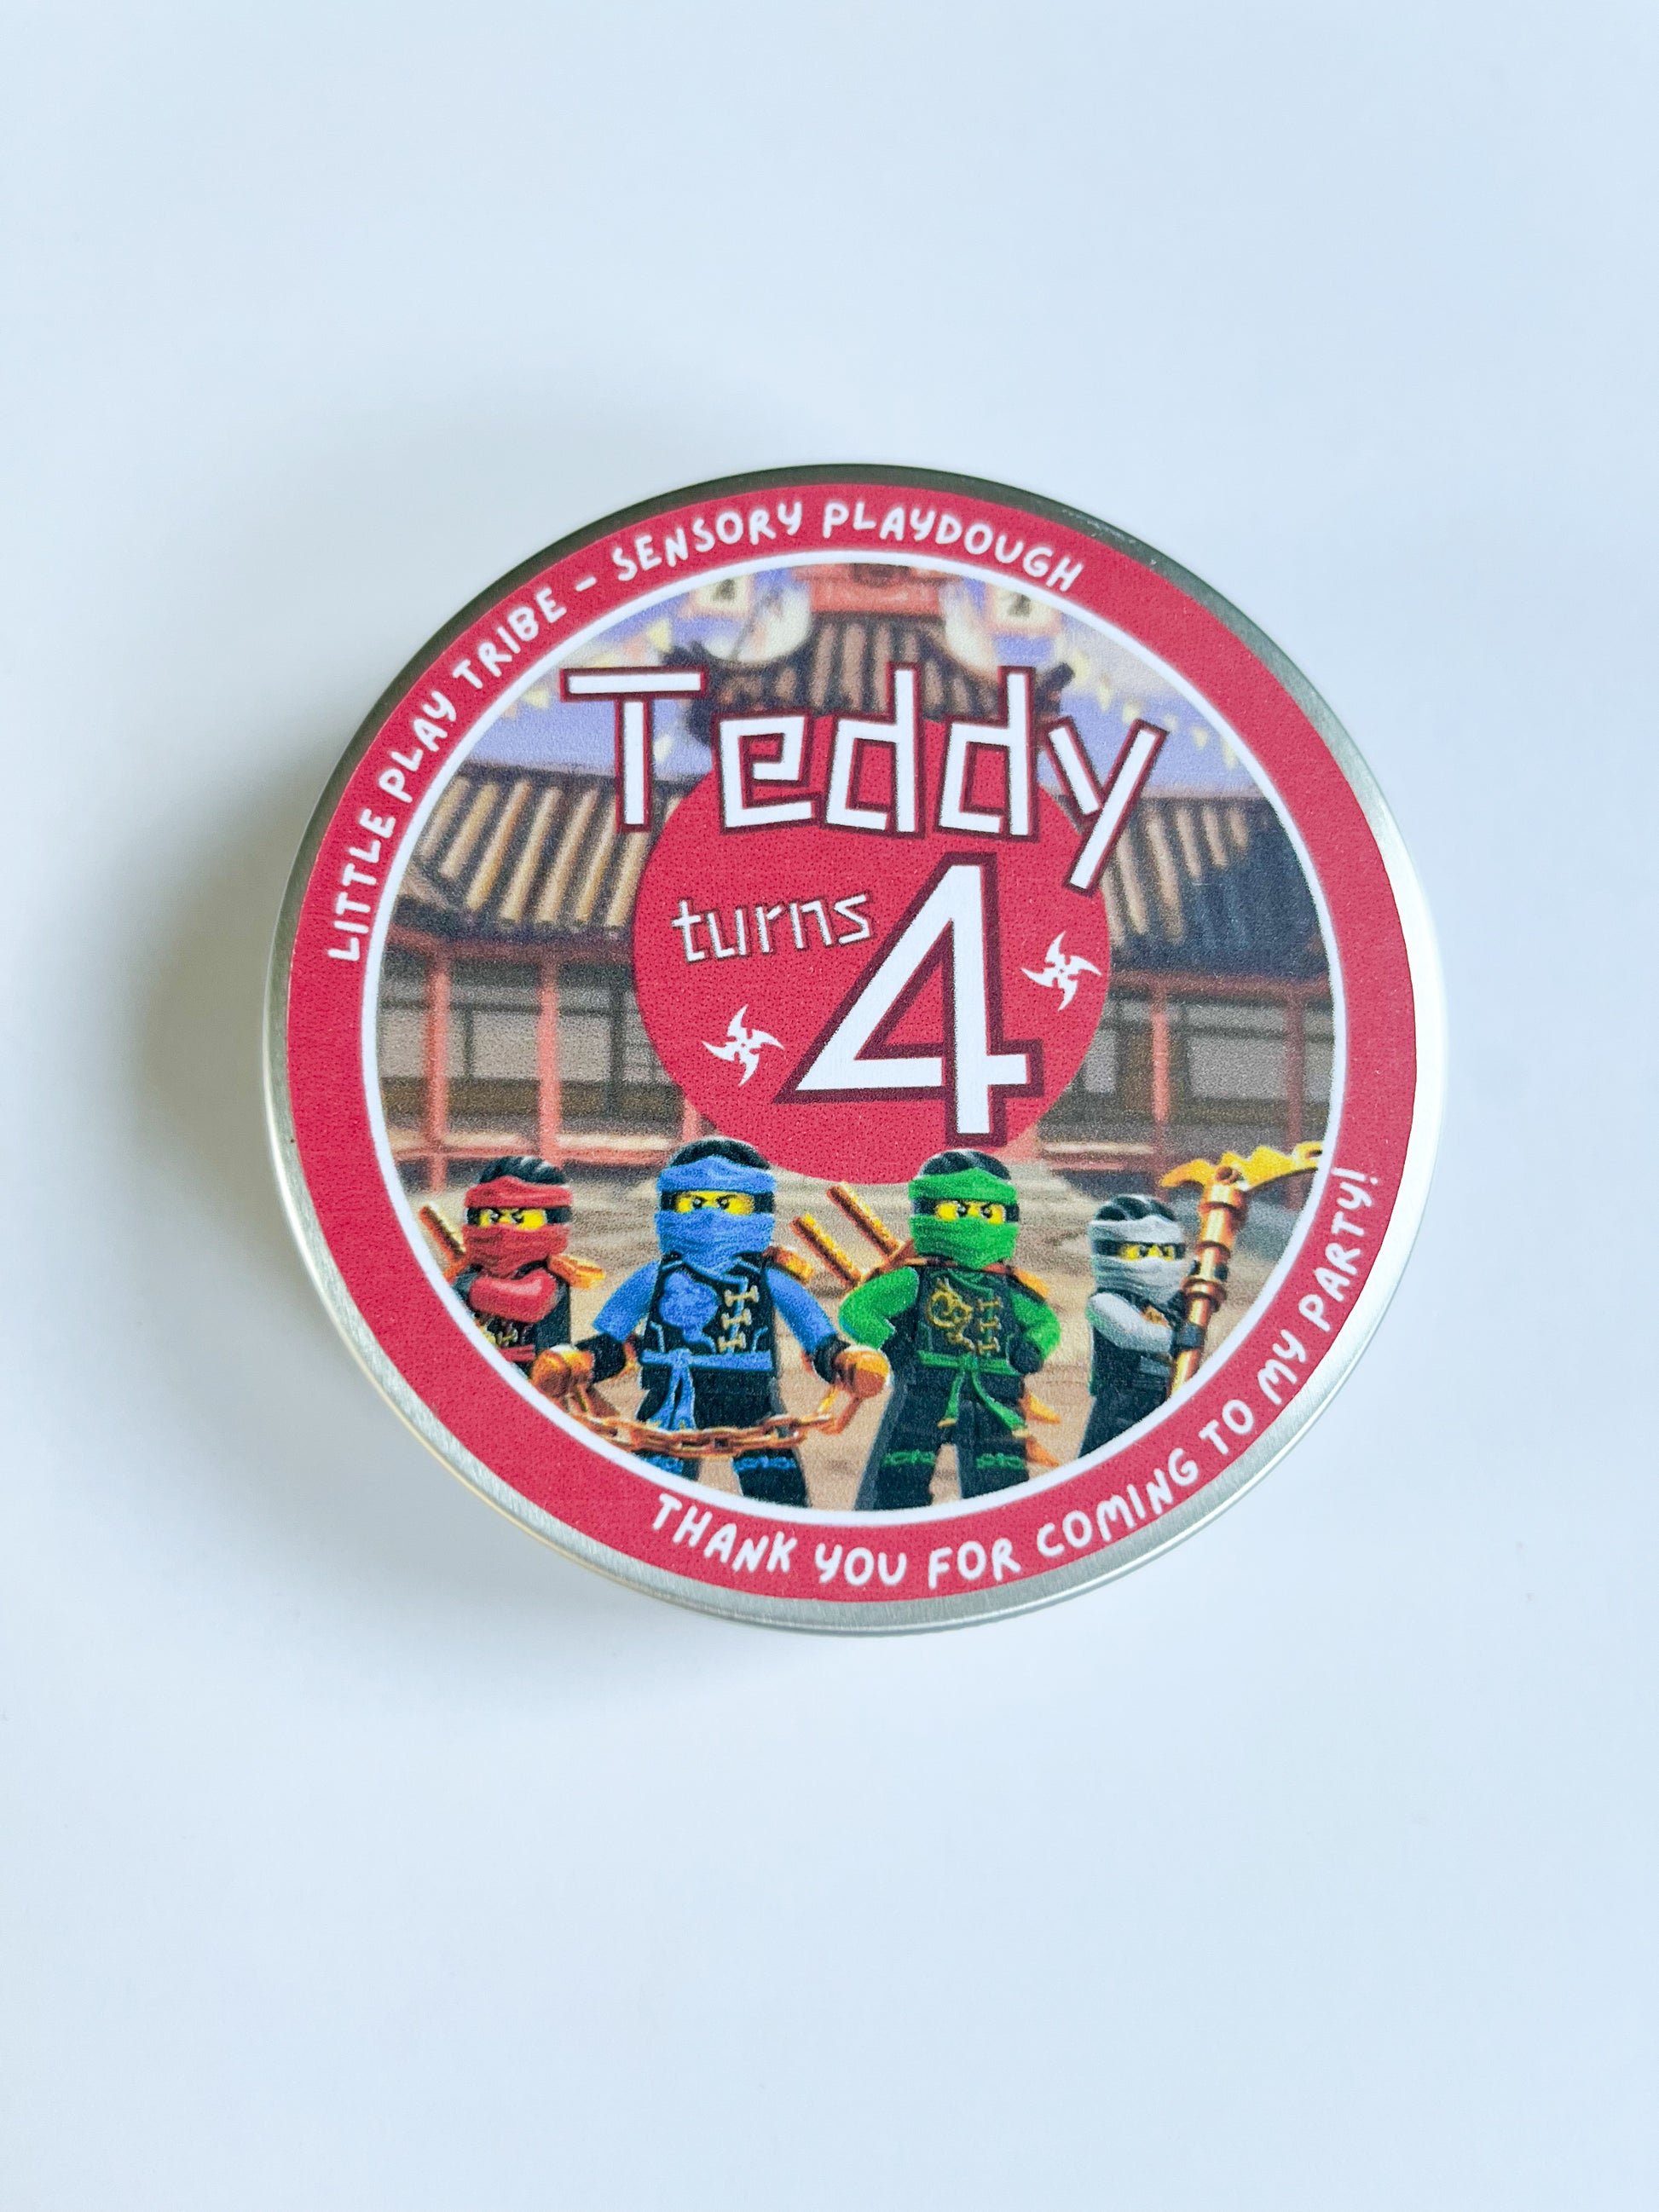 LITTLE PLAY TRIBE - SENSORY PLAYDOUGH
Teddy
turns
4
THANK YOU FOR COMING TO MY PARTY!